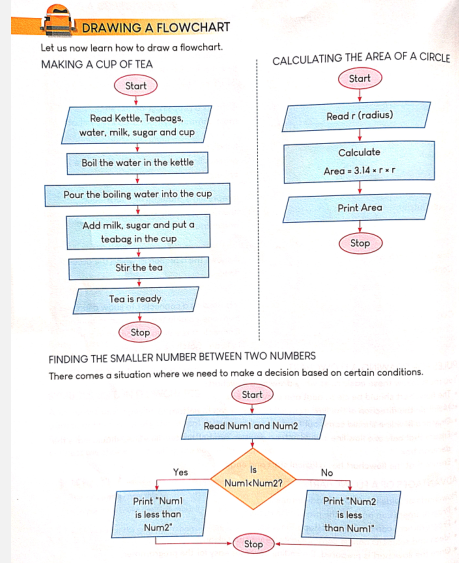 DRAWING A FLOWCHART
Let us now learn how to draw a flowchart.
MAKING A CUP OF TEA
Start
Read Kettle, Teabags,
water, milk, sugar and cup
Boil the water in the kettle
Pour the boiling water into the cup
Add milk, sugar and put a
teabag in the cup
Stir the tea
Tea is ready
Stop
CALCULATING THE AREA OF A CIRCLE
Start
Read r (radius)
Calculate
Area = 3.14 × r × r
Print Area
Stop
FINDING THE SMALLER NUMBER BETWEEN TWO NUMBERS
There comes a situation where we need to make a decision based on certain conditions.
Start
Read Num1 and Num2
Is
Num1<Num2?
Yes
No
Print "Num1
is less than
Num2"
Print "Num2
is less
than Num1"
Stop